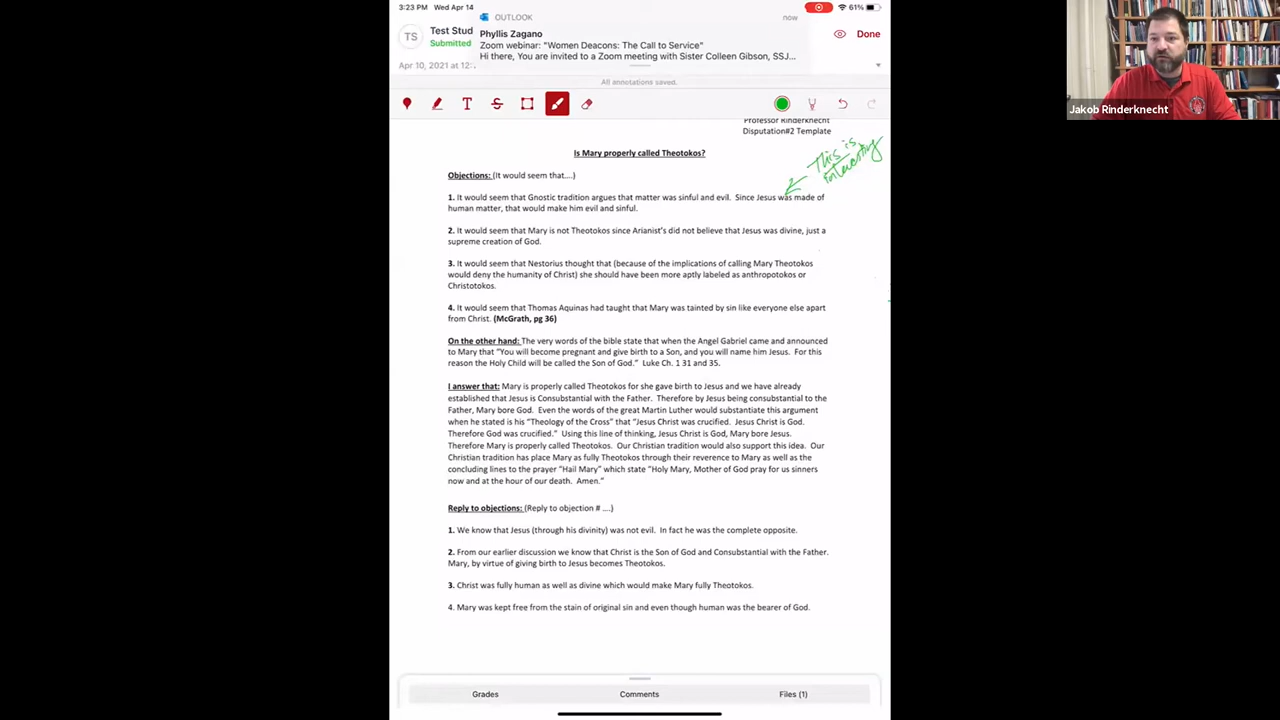 3:23 PM Wed Apr 14
61%
OUTLOOK
now
TS
Test Stud
Submitted
Phyllis Zagano
Zoom webinar: "Women Deacons: The Call to Service"
Hi there, You are invited to a Zoom meeting with Sister Colleen Gibson, SSJ...
Done
Apr 10, 2021 at 12:
All annotations saved.
T
S
Professor Rinderknecht
Disputation#2 Template
This is
interesting
Is Mary properly called Theotokos?
Objections: (It would seem that....)
1. It would seem that Gnostic tradition argues that matter was sinful and evil. Since Jesus was made of
human matter, that would make him evil and sinful.
2. It would seem that Mary is not Theotokos since Arianist's did not believe that Jesus was divine, just a
supreme creation of God.
3. It would seem that Nestorius thought that (because of the implications of calling Mary Theotokos
would deny the humanity of Christ) she should have been more aptly labeled as anthropotokos or
Christotokos.
4. It would seem that Thomas Aquinas had taught that Mary was tainted by sin like everyone else apart
from Christ. (McGrath, pg 36)
On the other hand: The very words of the bible state that when the Angel Gabriel came and announced
to Mary that "You will become pregnant and give birth to a Son, and you will name him Jesus. For this
reason the Holy Child will be called the Son of God." Luke Ch. 1 31 and 35.
I answer that: Mary is properly called Theotokos for she gave birth to Jesus and we have already
established that Jesus is Consubstantial with the Father. Therefore by Jesus being consubstantial to the
Father, Mary bore God. Even the words of the great Martin Luther would substantiate this argument
when he stated is his "Theology of the Cross" that "Jesus Christ was crucified. Jesus Christ is God.
Therefore God was crucified." Using this line of thinking, Jesus Christ is God, Mary bore Jesus.
Therefore Mary is properly called Theotokos. Our Christian tradition would also support this idea. Our
Christian tradition has place Mary as fully Theotokos through their reverence to Mary as well as the
concluding lines to the prayer "Hail Mary" which state "Holy Mary, Mother of God pray for us sinners
now and at the hour of our death. Amen."
Reply to objections: (Reply to objection # ....)
1. We know that Jesus (through his divinity) was not evil. In fact he was the complete opposite.
2. From our earlier discussion we know that Christ is the Son of God and Consubstantial with the Father.
Mary, by virtue of giving birth to Jesus becomes Theotokos.
3. Christ was fully human as well as divine which would make Mary fully Theotokos.
4. Mary was kept free from the stain of original sin and even though human was the bearer of God.
Grades
Comments
Files (1)
Jakob Rinderknecht